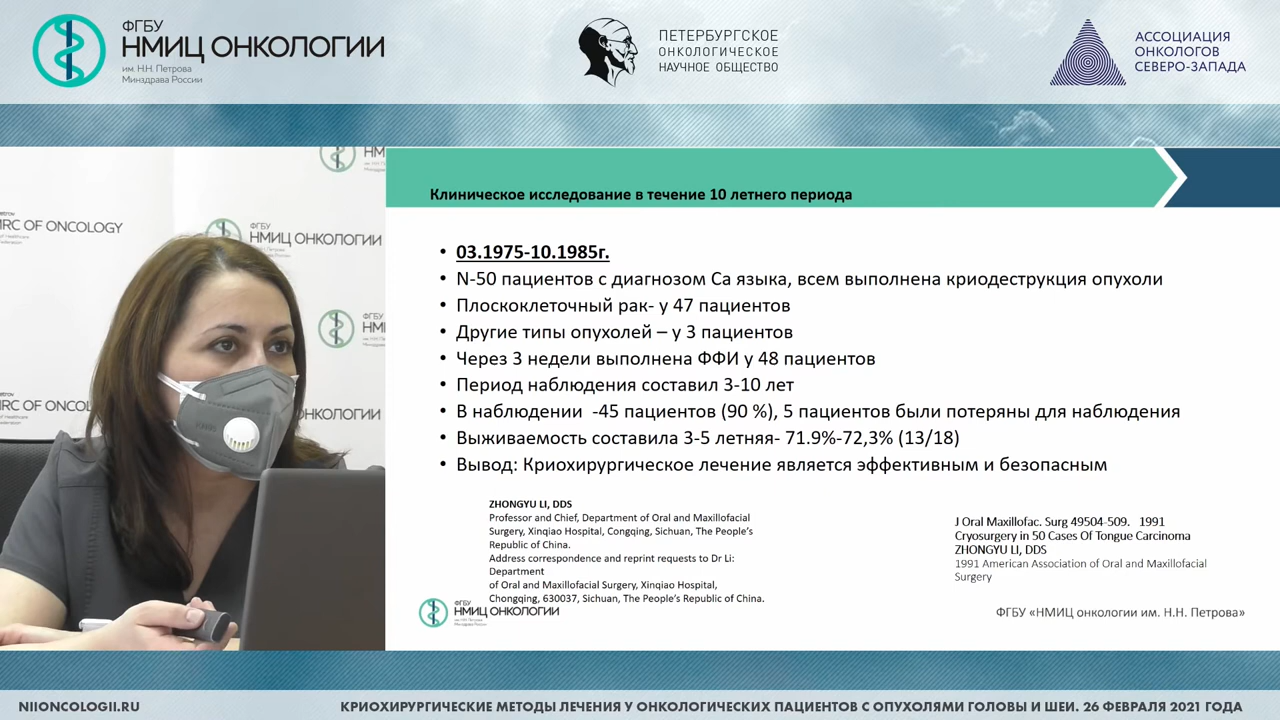 ФГБУ
НМИЦ ОНКОЛОГИИ
им. Н.Н. Петрова
Минздрава России
ПЕТЕРБУРГСКОЕ
ОНКОЛОГИЧЕСКОЕ
НАУЧНОЕ ОБЩЕСТВО
АССОЦИАЦИЯ
ОНКОЛОГОВ
СЕВЕРО-ЗАПАДА
RC OF ONCOLOGY
ФГБУ
НМИЦ ОНКОЛОГИИ
Клиническое исследование в течение 10 летнего периода
• 03.1975-10.1985г.
• N-50 пациентов с диагнозом Са языка, всем выполнена криодеструкция опухоли
• Плоскоклеточный рак- у 47 пациентов
• Другие типы опухолей – у 3 пациентов
• Через 3 недели выполнена ФФИ у 48 пациентов
• Период наблюдения составил 3-10 лет
• В наблюдении -45 пациентов (90 %), 5 пациентов были потеряны для наблюдения
• Выживаемость составила 3-5 летняя- 71.9%-72,3% (13/18)
• Вывод: Криохирургическое лечение является эффективным и безопасным
ZHONGYU LI, DDS
Professor and Chief, Department of Oral and Maxillofacial
Surgery, Xinqiao Hospital, Congqing, Sichuan, The People's
Republic of China.
Address correspondence and reprint requests to Dr Li:
Department
of Oral and Maxillofacial Surgery, Xinqiao Hospital,
Chongqing, 630037, Sichuan, The People's Republic of China.
J Oral Maxillofac. Surg 49504-509. 1991
Cryosurgery in 50 Cases Of Tongue Carcinoma
ZHONGYU LI, DDS
1991 American Association of Oral and Maxillofacial
Surgery
ФГБУ
НМИЦ ОНКОЛОГИИ
им. Н.Н. Петрова
Минздрава России
ФГБУ «НМИЦ онкологии им. Н.Н. Петрова»
NIIONCOLOGII.RU
КРИОХИРУРГИЧЕСКИЕ МЕТОДЫ ЛЕЧЕНИЯ У ОНКОЛОГИЧЕСКИХ ПАЦИЕНТОВ С ОПУХОЛЯМИ ГОЛОВЫ И ШЕИ. 26 ФЕВРАЛЯ 2021 ГОДА